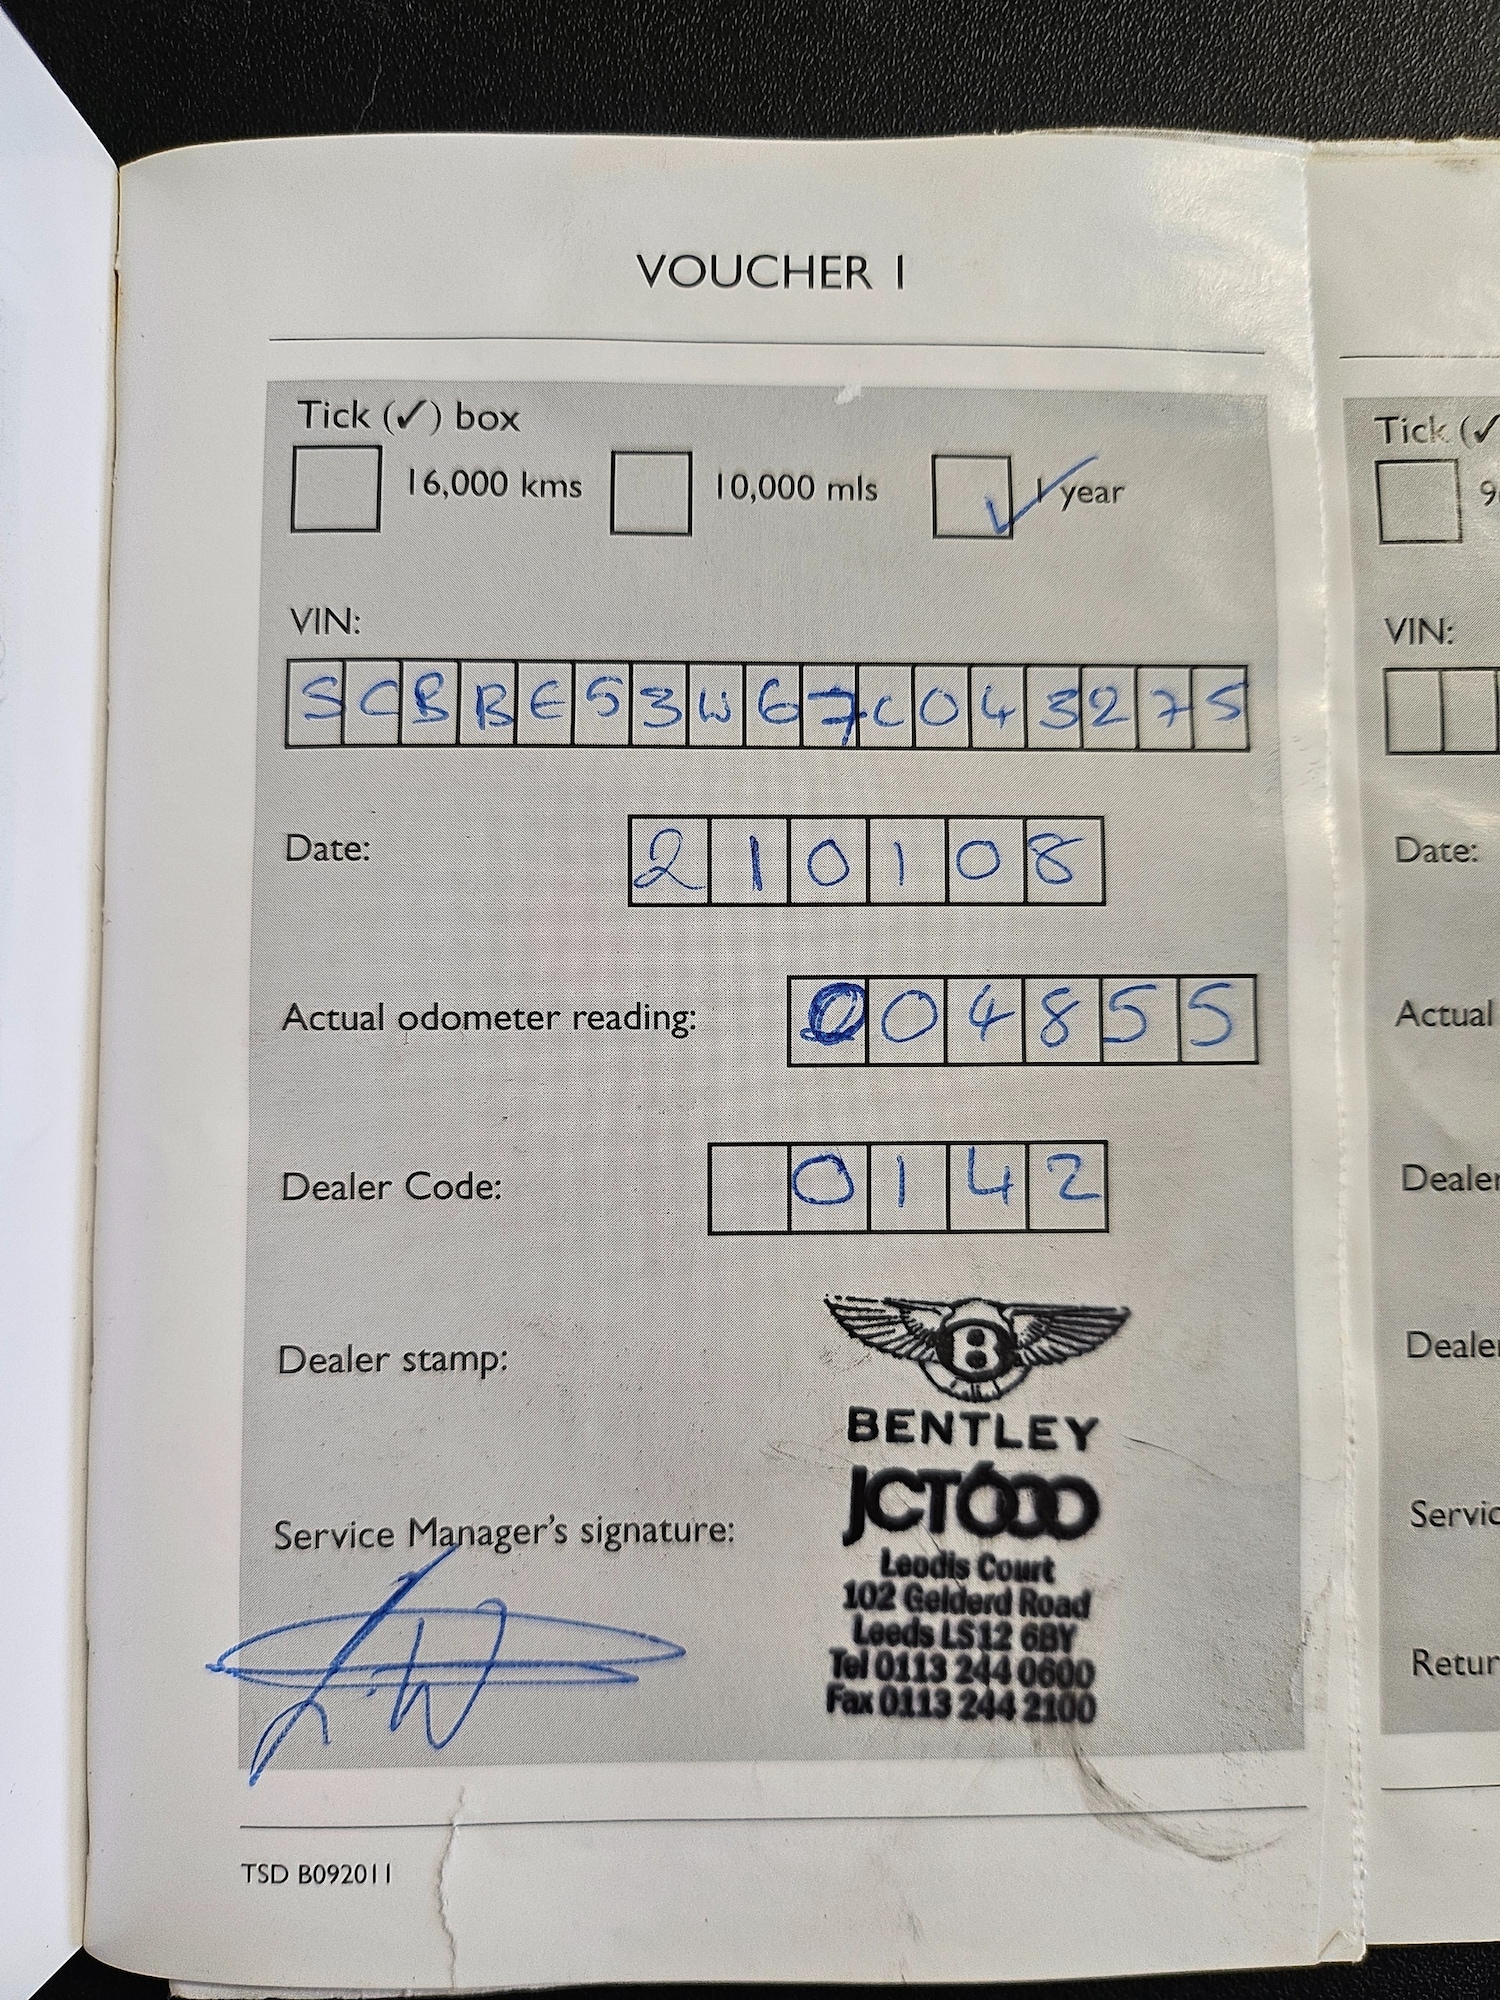 VOUCHER 1
Tick (✓) box
16,000 kms 10,000 mls ✓ 1 year
VIN:
SCBBE53W67C043275
Date: 210108
Actual odometer reading: 004855
Dealer Code: 0142
Dealer stamp:
B
BENTLEY
JCT600
Leodis Court
102 Gelderd Road
Leeds LS12 6BY
Tel 0113 244 0600
Fax 0113 244 2100
Service Manager's signature:
TSD B092011
Tick (✓
VIN:
Date:
Actual
Dealer
Dealer